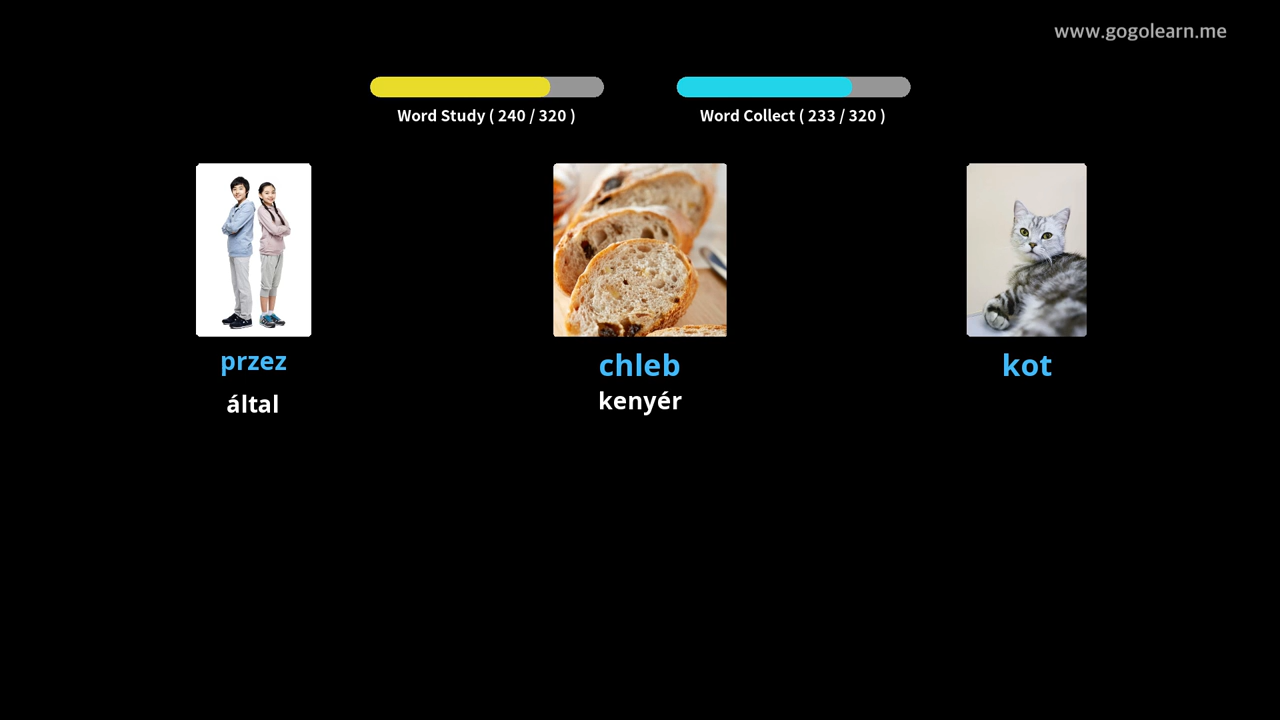 www.gogolearn.me
Word Study ( 240 / 320 )
Word Collect ( 233 / 320 )
przez
által
chleb
kenyér
kot